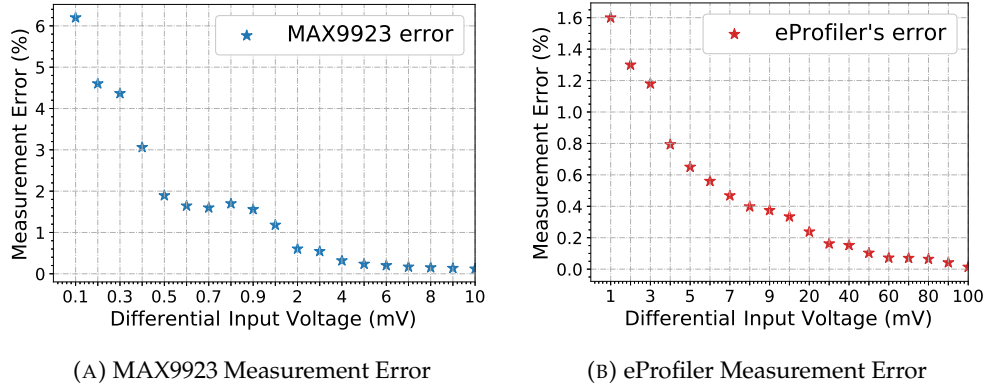 MAX9923 error
Measurement Error (%)
6
5
4
3
2
1
0
0.1 0.3 0.5 0.7 0.9 2 4 6 8 10
Differential Input Voltage (mV)
(A) MAX9923 Measurement Error
eProfiler's error
Measurement Error (%)
1.6
1.4
1.2
1.0
0.8
0.6
0.4
0.2
0.0
1 3 5 7 9 20 40 60 80 100
Differential Input Voltage (mV)
(B) eProfiler Measurement Error